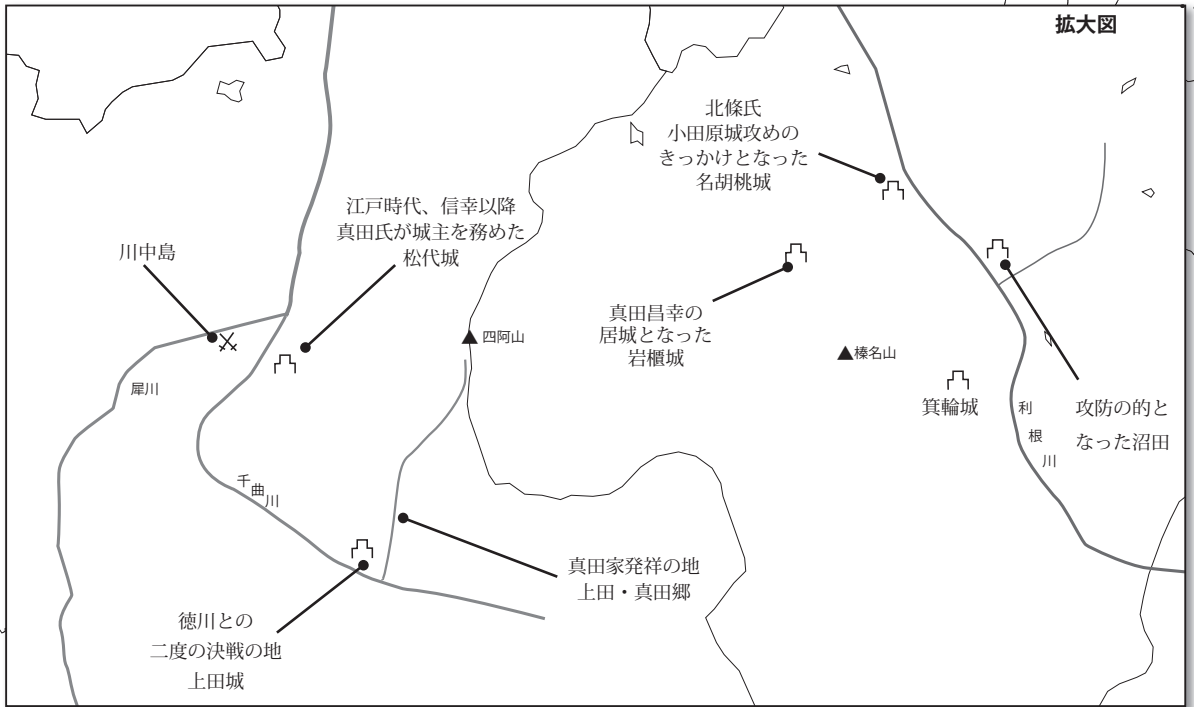 拡大図
北條氏
小田原城攻めの
きっかけとなった
名胡桃城
江戸時代、信幸以降
真田氏が城主を務めた
松代城
川中島
真田昌幸の
居城となった
岩櫃城
四阿山
榛名山
犀川
箕輪城
利根川
攻防の的と
なった沼田
千曲川
真田家発祥の地
上田・真田郷
徳川との
二度の決戦の地
上田城